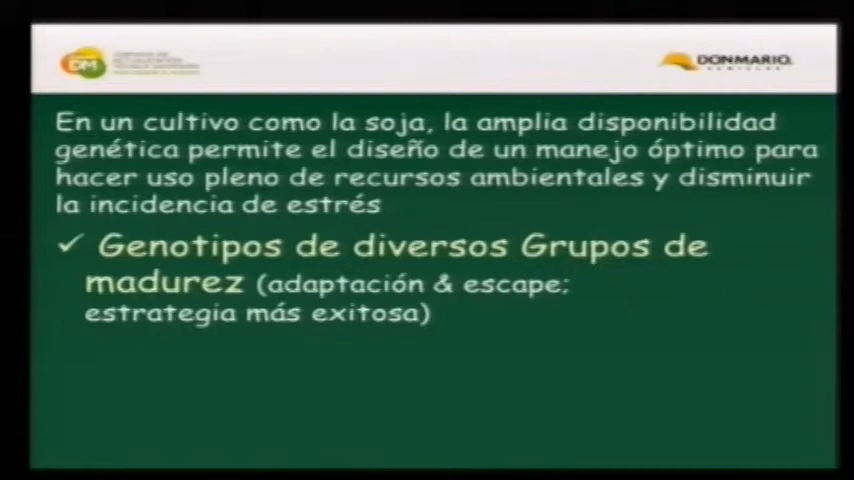 DM
DONMARIO
SEMILLAS
En un cultivo como la soja, la amplia disponibilidad
genética permite el diseño de un manejo óptimo para
hacer uso pleno de recursos ambientales y disminuir
la incidencia de estrés
✓ Genotipos de diversos Grupos de
madurez (adaptación & escape;
estrategia más exitosa)